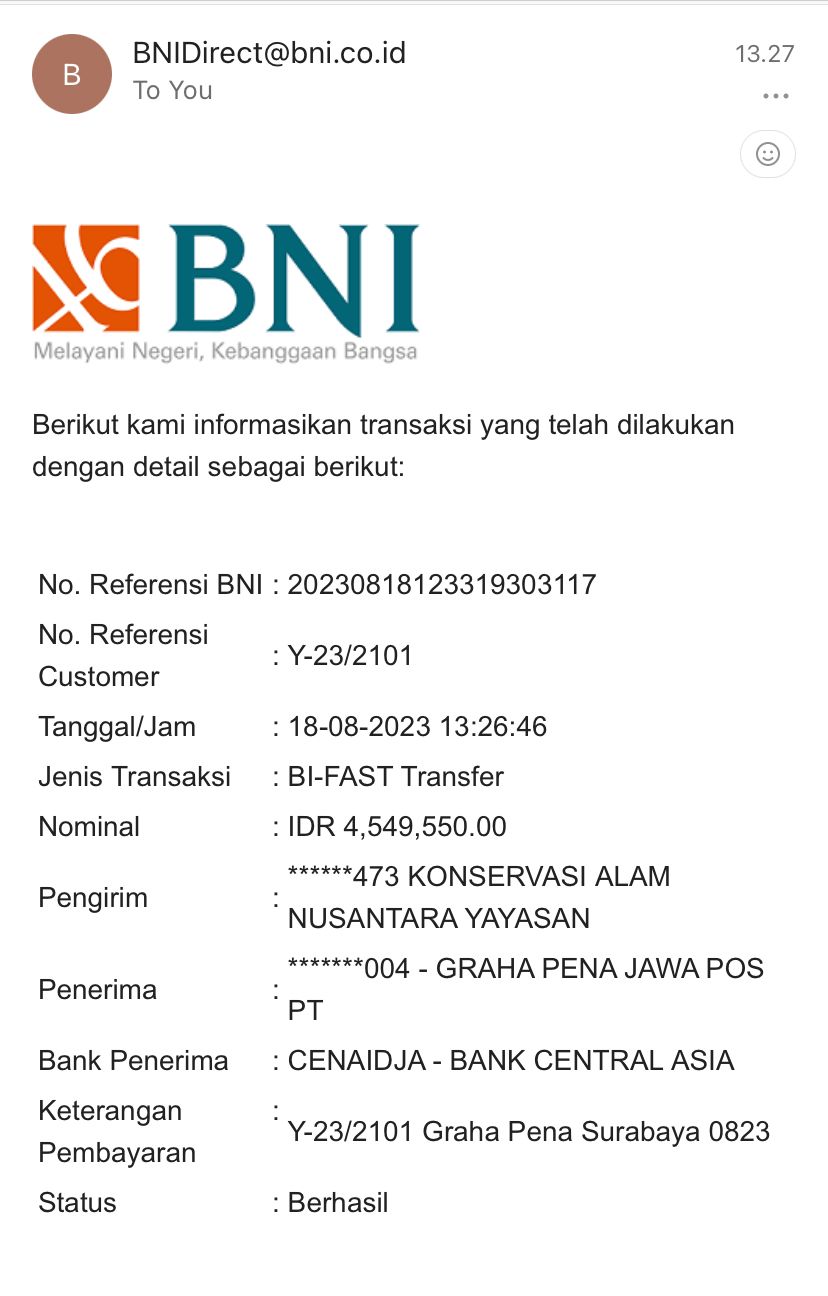 B
BNIDirect@bni.co.id
13.27
To You
BNI
Melayani Negeri, Kebanggaan Bangsa
Berikut kami informasikan transaksi yang telah dilakukan
dengan detail sebagai berikut:
No. Referensi BNI : 20230818123319303117
No. Referensi
Customer : Y-23/2101
Tanggal/Jam : 18-08-2023 13:26:46
Jenis Transaksi : BI-FAST Transfer
Nominal : IDR 4,549,550.00
Pengirim : ******473 KONSERVASI ALAM
NUSANTARA YAYASAN
Penerima : *******004 - GRAHA PENA JAWA POS
PT
Bank Penerima : CENAIDJA - BANK CENTRAL ASIA
Keterangan
Pembayaran : Y-23/2101 Graha Pena Surabaya 0823
Status : Berhasil